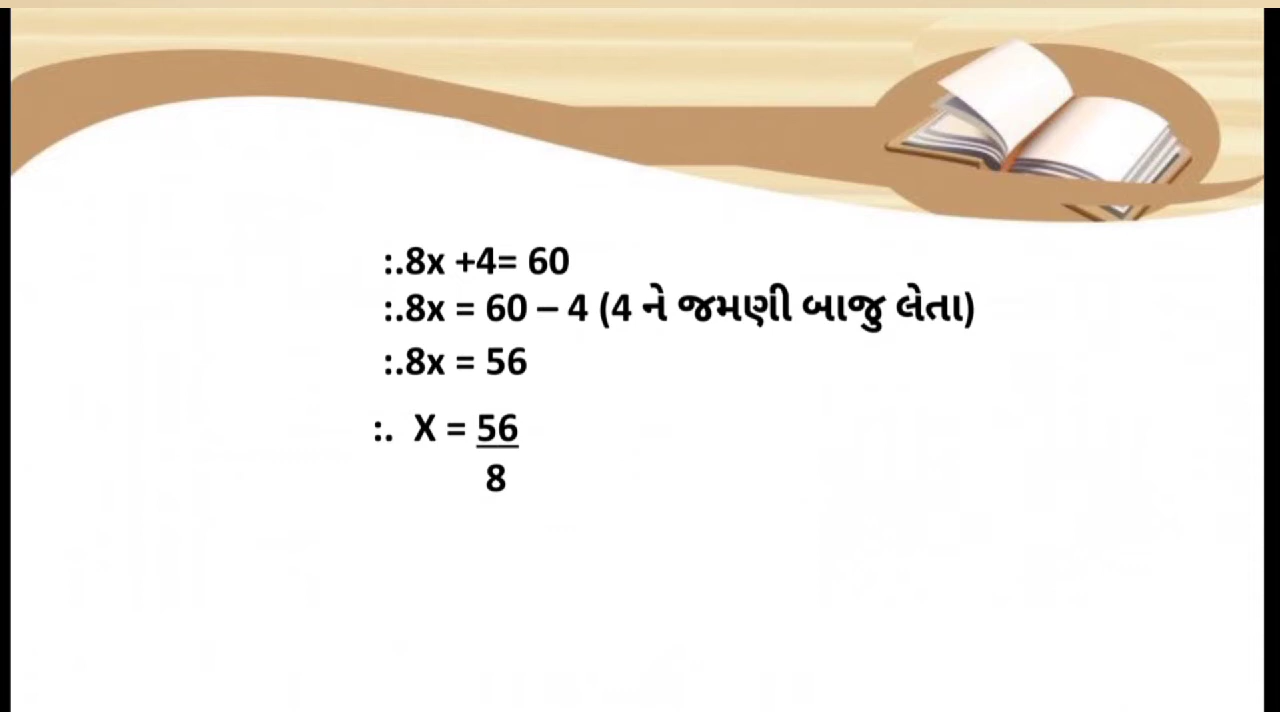 :.8x +4= 60
:.8x = 60 – 4 (4 ને જમણી બાજુ લેતા)
:.8x = 56
:. X = 56
8